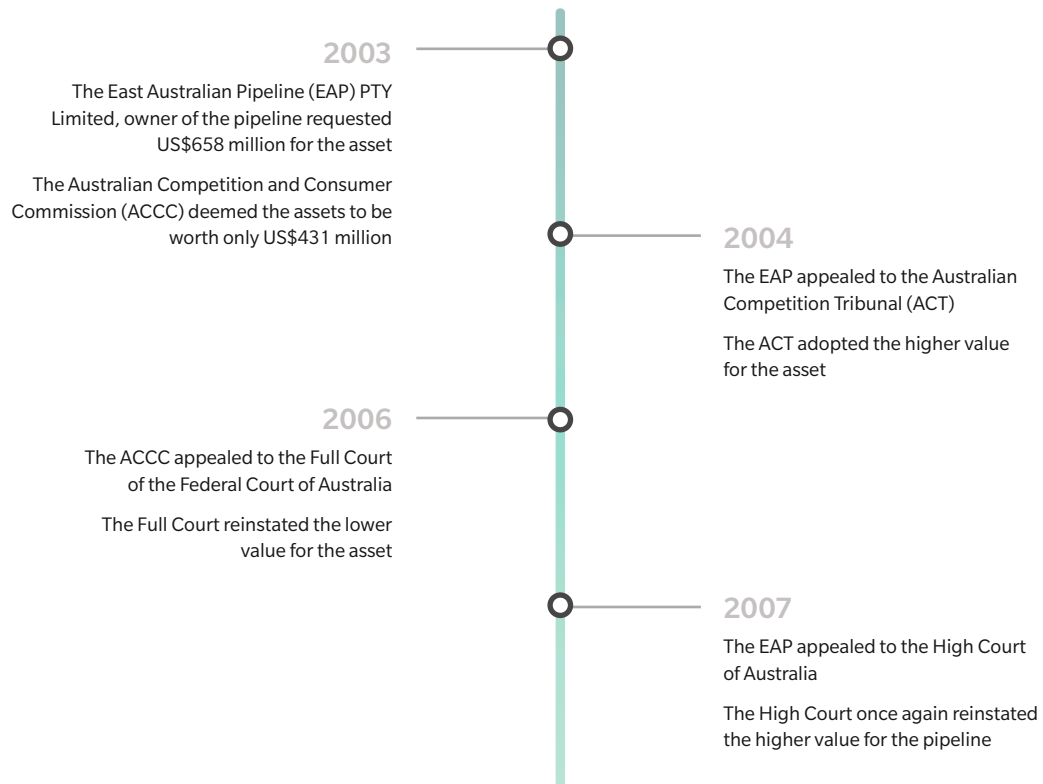 2003
The East Australian Pipeline (EAP) PTY
Limited, owner of the pipeline requested
US$658 million for the asset
The Australian Competition and Consumer
Commission (ACCC) deemed the assets to be
worth only US$431 million
2004
The EAP appealed to the Australian
Competition Tribunal (ACT)
The ACT adopted the higher value
for the asset
2006
The ACCC appealed to the Full Court
of the Federal Court of Australia
The Full Court reinstated the lower
value for the asset
2007
The EAP appealed to the High Court
of Australia
The High Court once again reinstated
the higher value for the pipeline